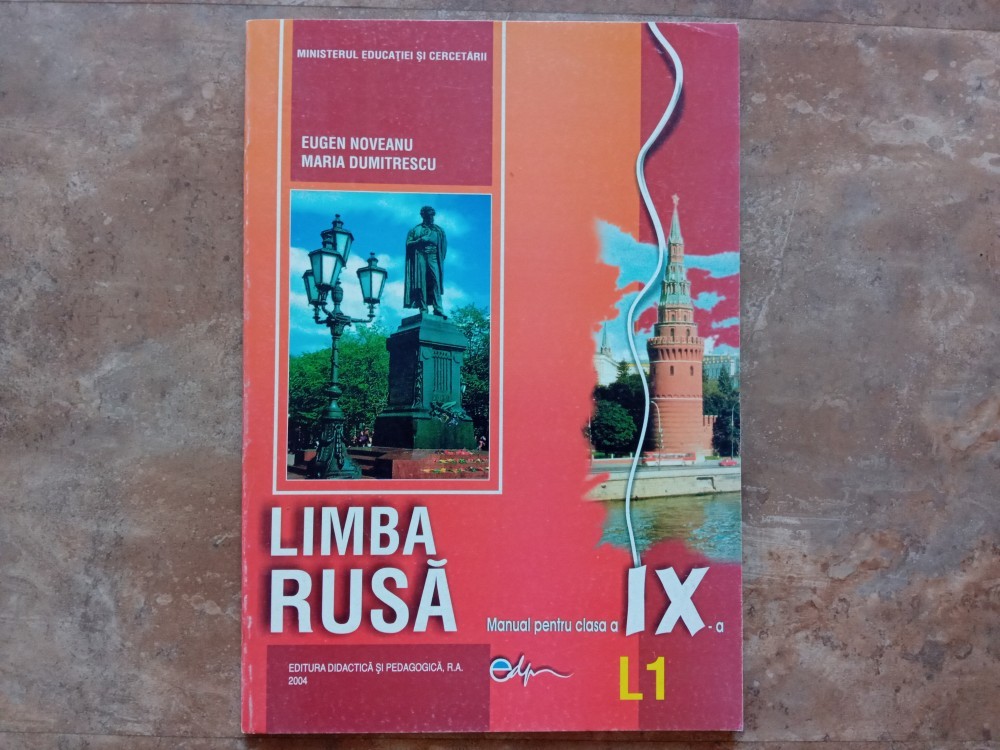 MINISTERUL EDUCAȚIEI ȘI CERCETĂRII
EUGEN NOVEANU
MARIA DUMITRESCU
LIMBA
RUSĂ
Manual pentru clasa a IX - a
L1
EDITURA DIDACTICĂ ȘI PEDAGOGICĂ, R.A.
2004
edp